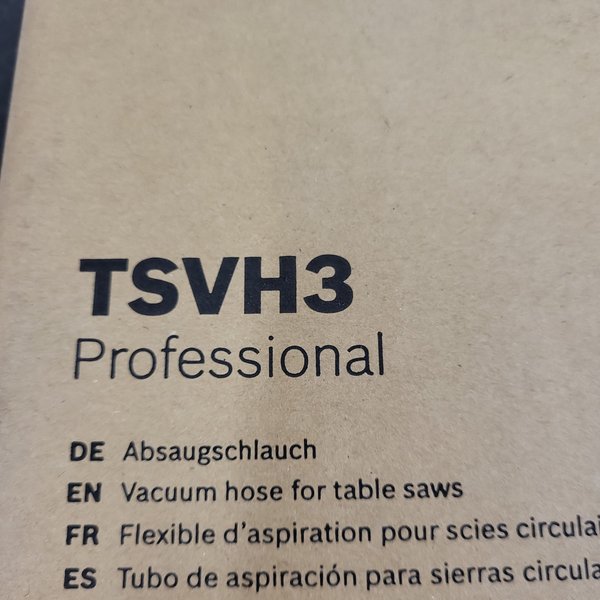 TSVH3
Professional
DE Absaugschlauch
EN Vacuum hose for table saws
FR Flexible d'aspiration pour scies circulai
ES Tubo de aspiración para sierras circula